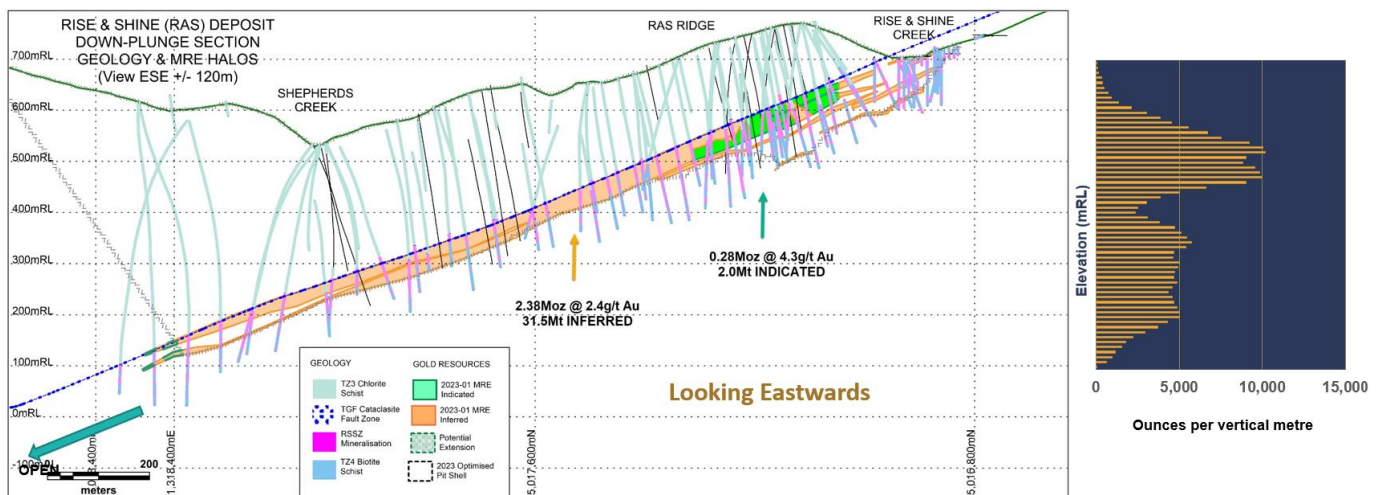 RISE & SHINE (RAS) DEPOSIT
DOWN-PLUNGE SECTION
GEOLOGY & MRE HALOS
(View ESE +/- 120m)
SHEPHERDS
CREEK
RAS RIDGE
RISE & SHINE
CREEK
700mRL
600mRL
500mRL
400mRL
300mRL
200mRL
100mRL
0mRL
-100mRL
0.28Moz @ 4.3g/t Au
2.0Mt INDICATED
2.38Moz @ 2.4g/t Au
31.5Mt INFERRED
GEOLOGY
TZ3 Chlorite
Schist
TGF Cataclasite
Fault Zone
RSSZ
Mineralisation
TZ4 Biotite
Schist
GOLD RESOURCES
2023-01 MRE
Indicated
2023-01 MRE
Inferred
Potential
Extension
2023 Optimised
Pit Shell
Looking Eastwards
OPEN
0
200
meters
1,318,400mE
5,017,600mN
5,016,800mN
Elevation (mRL)
0
5,000
10,000
15,000
Ounces per vertical metre